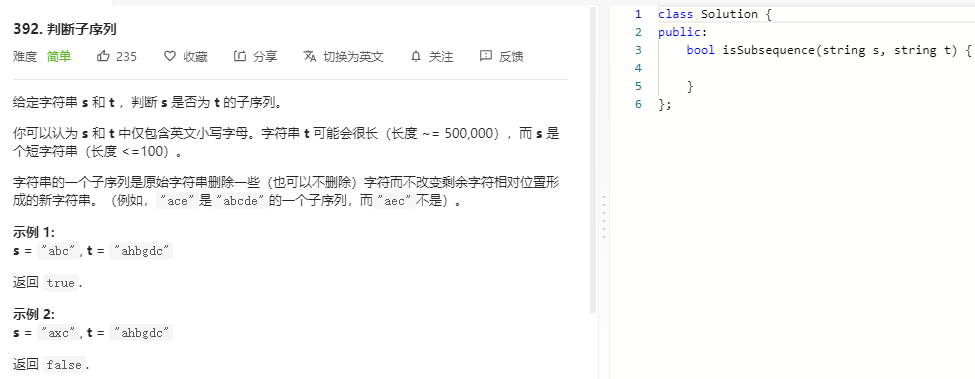 392. 判断子序列
难度 简单 235 收藏 分享 切换为英文 关注 反馈
给定字符串 s 和 t ，判断 s 是否为 t 的子序列。
你可以认为 s 和 t 中仅包含英文小写字母。字符串 t 可能会很长（长度 ~= 500,000），而 s 是
个短字符串（长度 <=100）。
字符串的一个子序列是原始字符串删除一些（也可以不删除）字符而不改变剩余字符相对位置形
成的新字符串。（例如，"ace"是"abcde"的一个子序列，而"aec"不是）。
示例 1:
s = "abc", t = "ahbgdc"
返回 true.
示例 2:
s = "axc", t = "ahbgdc"
返回 false.
1 class Solution {
2 public:
3 bool isSubsequence(string s, string t) {
4
5 }
6 };